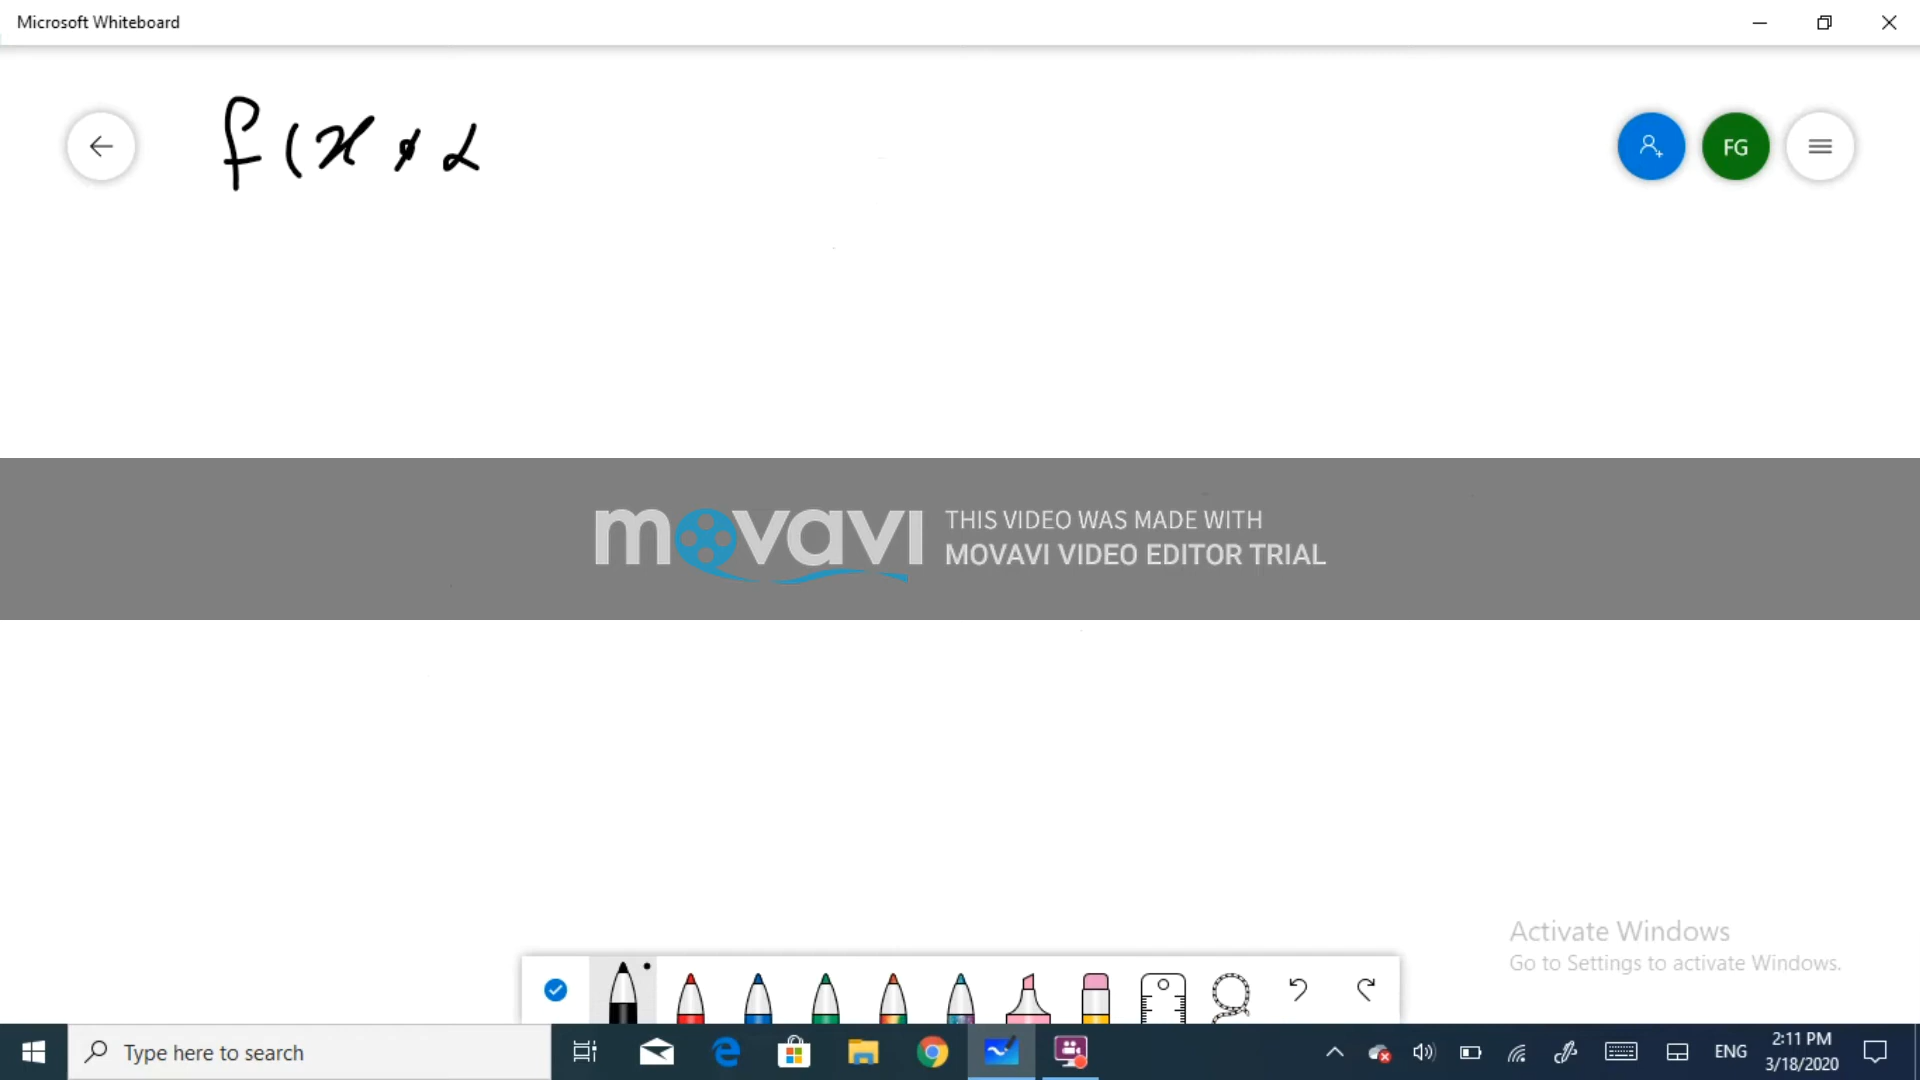 Microsoft Whiteboard
f(x
FG
movavi THIS VIDEO WAS MADE WITH
MOVAVI VIDEO EDITOR TRIAL
Activate Windows
Go to Settings to activate Windows.
Type here to search
ENG
2:11 PM
3/18/2020